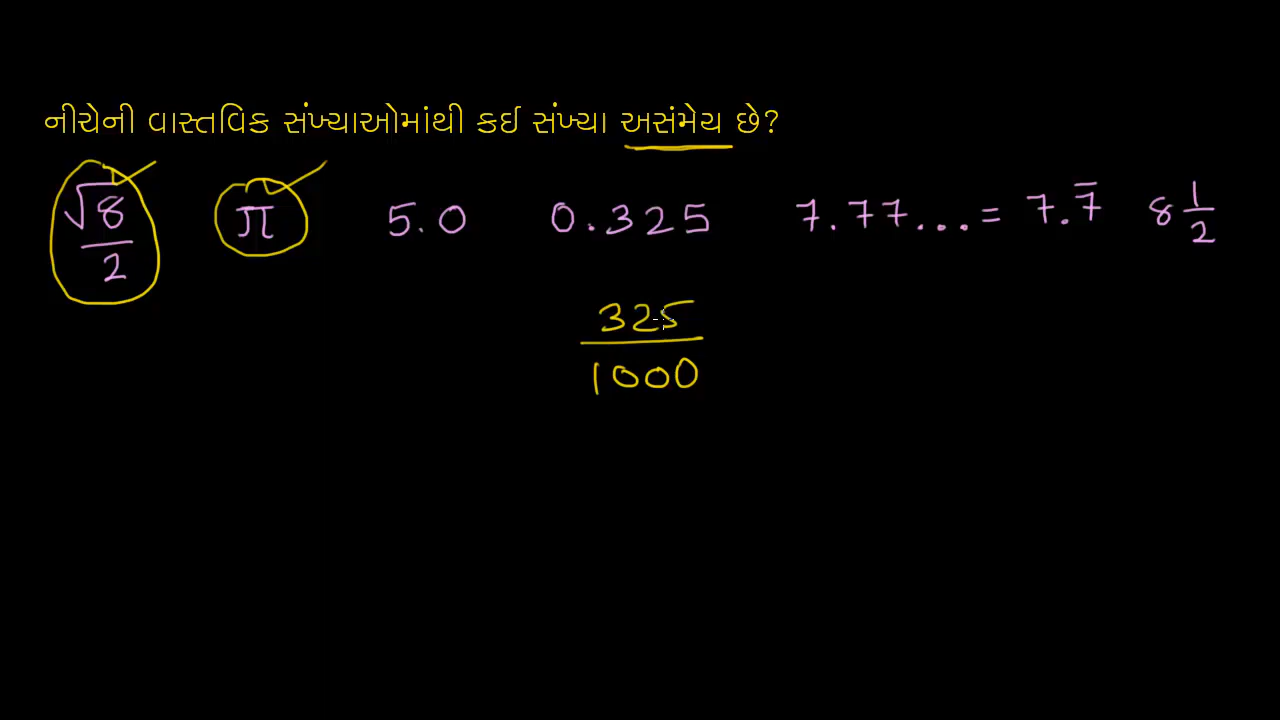 નીચેની વાસ્તવિક સંખ્યાઓમાંથી કઈ સંખ્યા અસંમેય છે?
√8/2 π 5.0 0.325 7.77... = 7.7̅ 8 1/2
325/1000